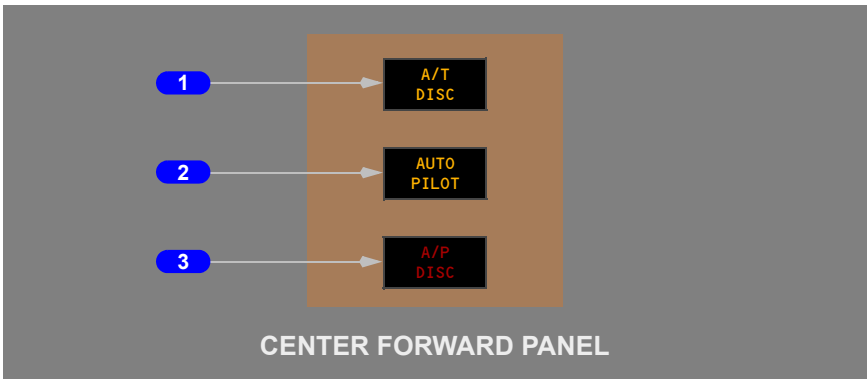 1
A/T
DISC
2
AUTO
PILOT
3
A/P
DISC
CENTER FORWARD PANEL